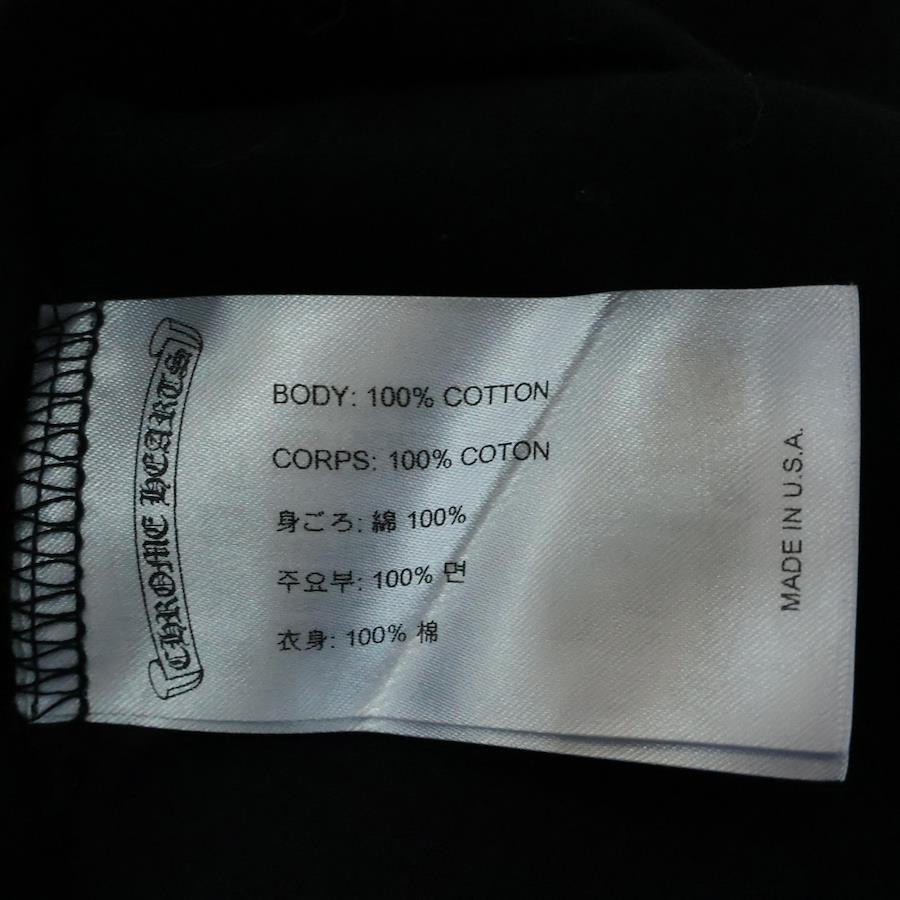 CHROME HEARTS
BODY: 100% COTTON
CORPS: 100% COTON
身ごろ: 綿 100%
주요부: 100% 면
衣身: 100% 棉
MADE IN U.S.A.